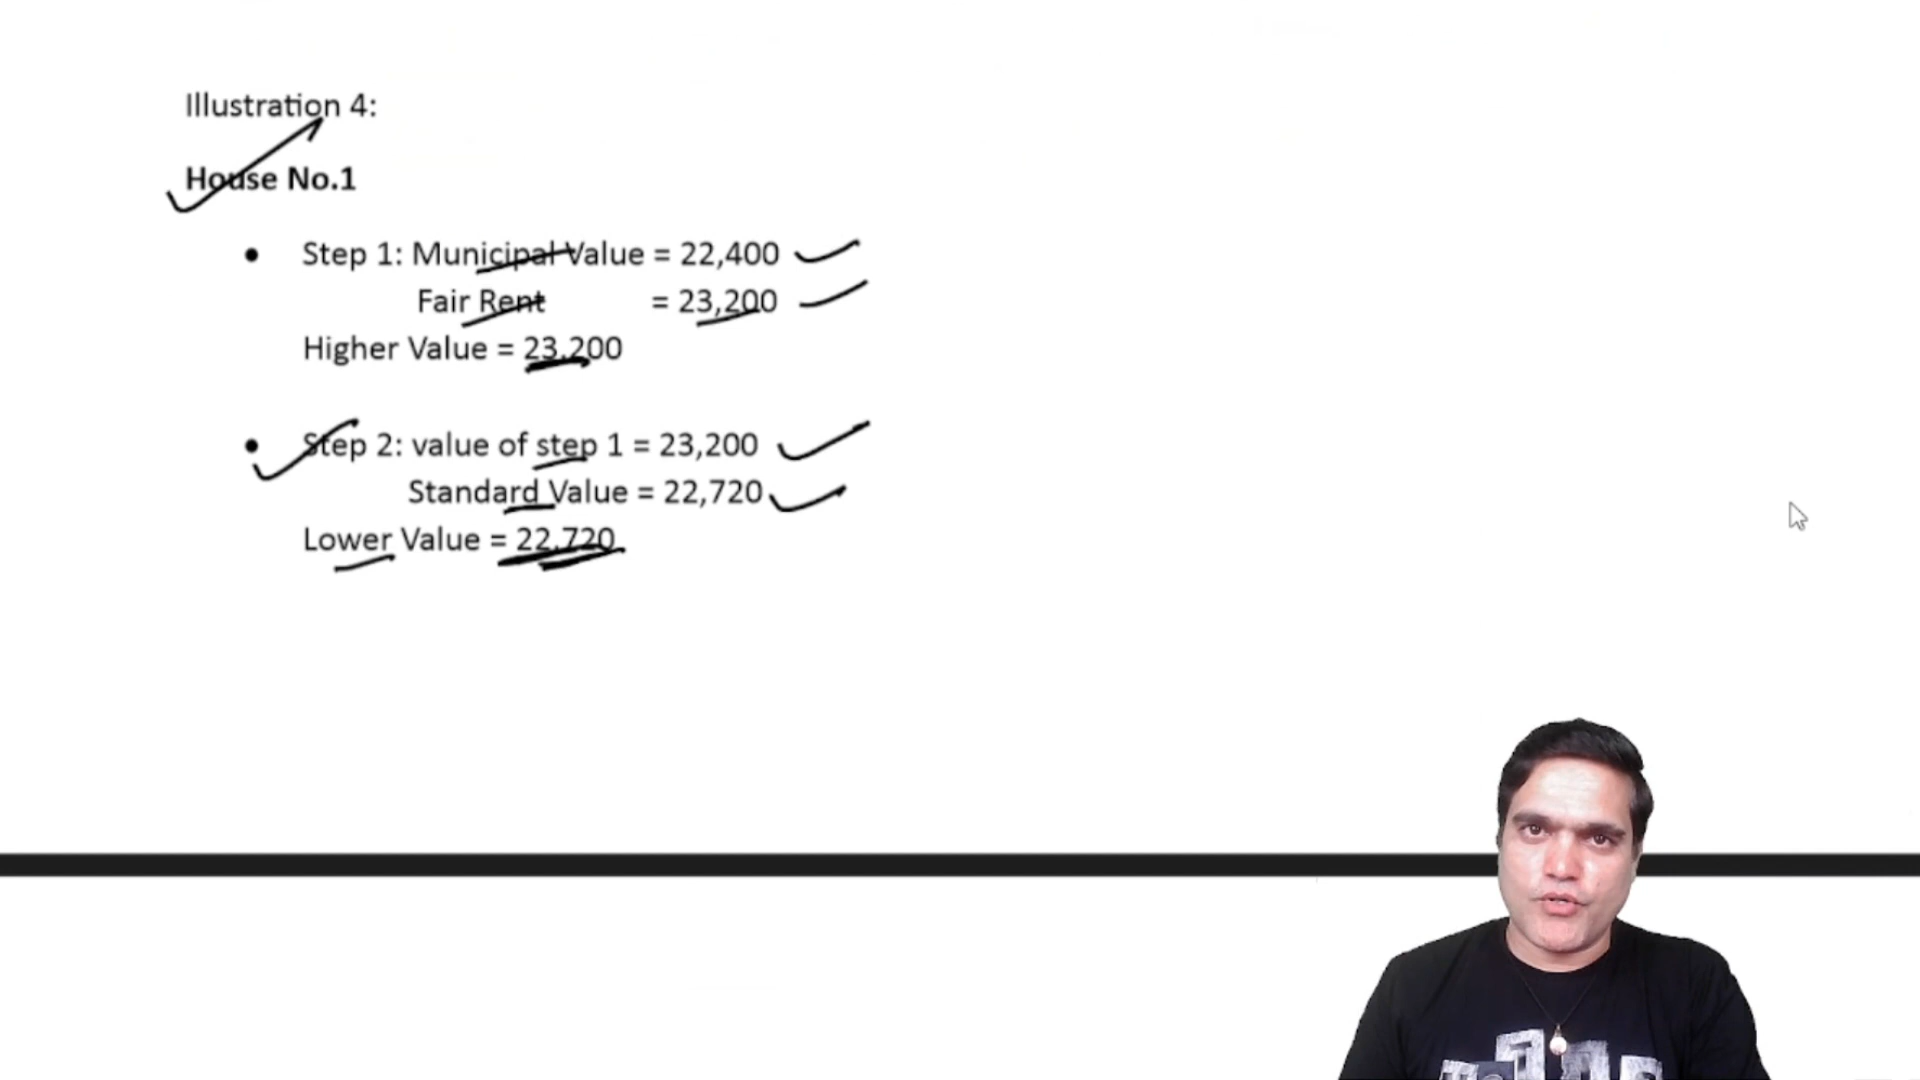 Illustration 4:
House No.1
• Step 1: Municipal Value = 22,400
Fair Rent = 23,200
Higher Value = 23,200
• Step 2: value of step 1 = 23,200
Standard Value = 22,720
Lower Value = 22,720